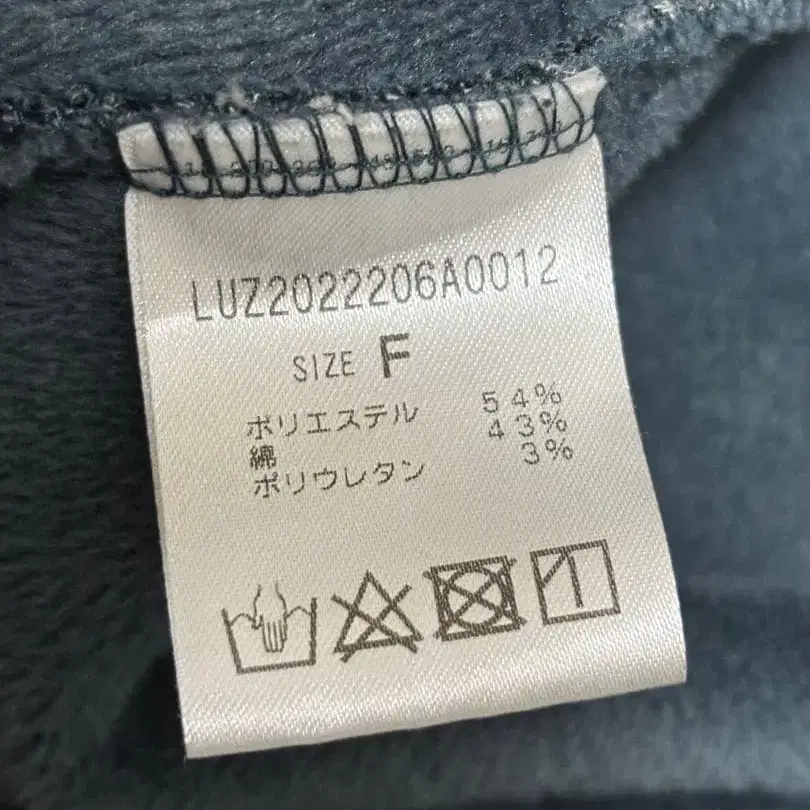 LUZ2022206A0012
SIZE F
ポリエステル 54%
綿 43%
ポリウレタン 3%